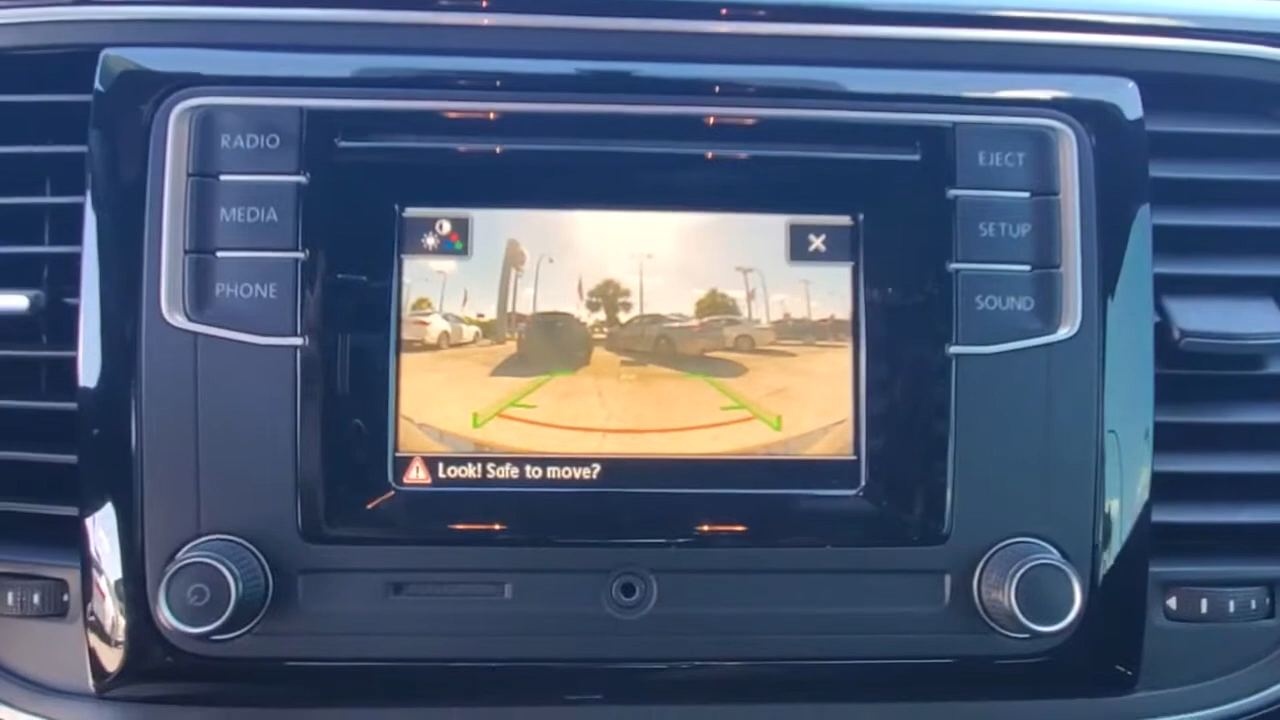 RADIO
MEDIA
PHONE
EJECT
SETUP
SOUND
Look! Safe to move?